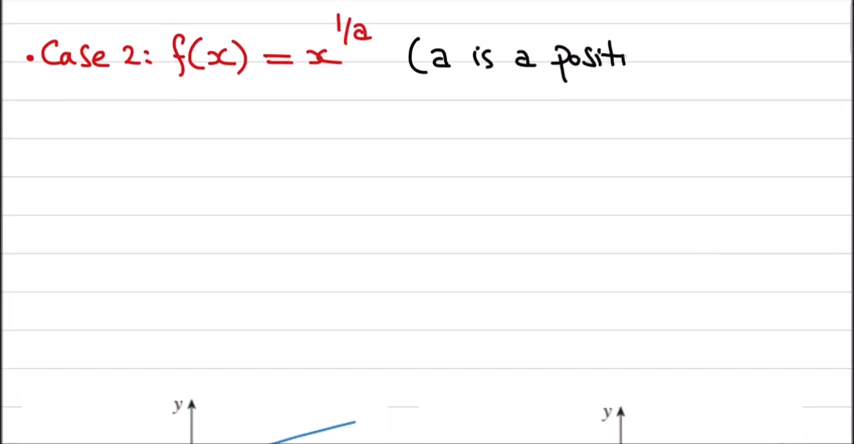 • Case 2: f(x) = x^1/a (a is a positi
y
y